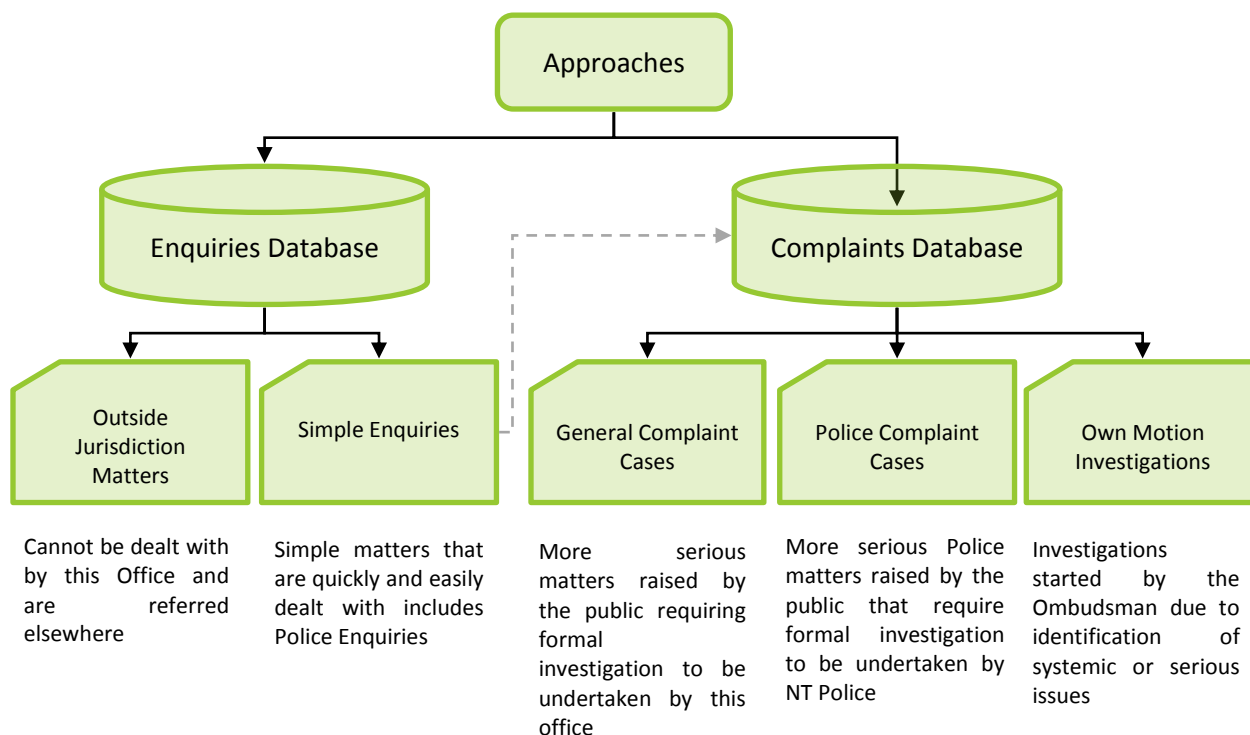 Approaches
Enquiries Database
Complaints Database
Outside
Jurisdiction
Matters
Simple Enquiries
General Complaint
Cases
Police Complaint
Cases
Own Motion
Investigations
Cannot be dealt with
by this Office and
are referred
elsewhere
Simple matters that
are quickly and easily
dealt with includes
Police Enquiries
More serious
matters raised by
the public requiring
formal
investigation to be
undertaken by this
office
More serious Police
matters raised by the
public that require
formal investigation
to be undertaken by
NT Police
Investigations
started by the
Ombudsman due to
identification of
systemic or serious
issues